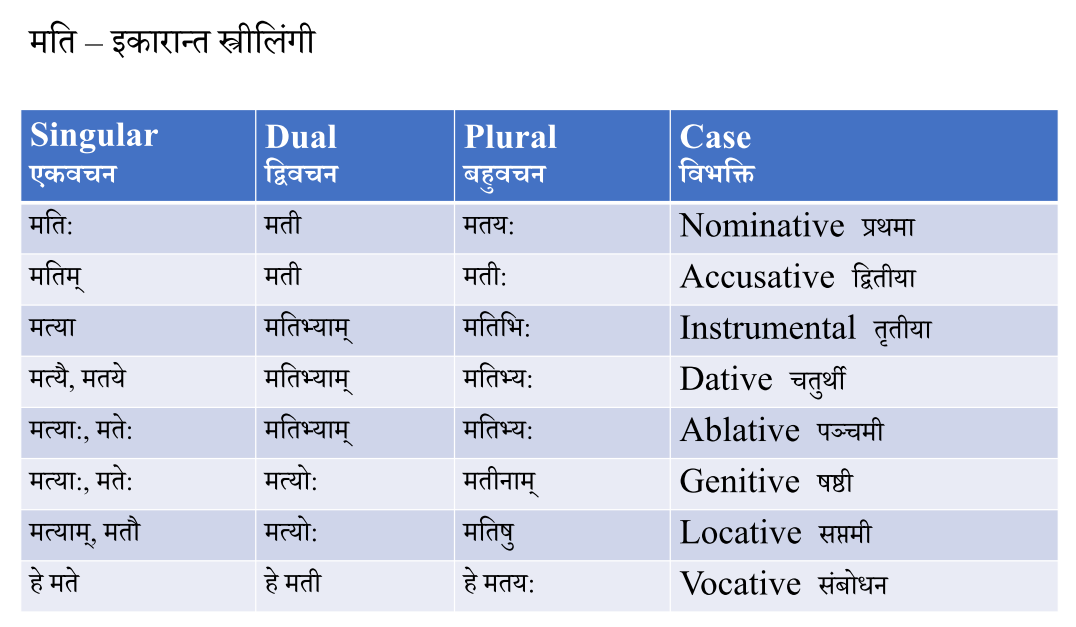 मति – इकारान्त स्त्रीलिंगी
Singular Dual Plural Case
एकवचन द्विवचन बहुवचन विभक्ति
मति: मती मतय: Nominative प्रथमा
मतिम् मती मती: Accusative द्वितीया
मत्या मतिभ्याम् मतिभि: Instrumental तृतीया
मत्यै, मतये मतिभ्याम् मतिभ्य: Dative चतुर्थी
मत्या:, मते: मतिभ्याम् मतिभ्य: Ablative पञ्चमी
मत्या:, मते: मत्यो: मतीनाम् Genitive षष्ठी
मत्याम्, मतौ मत्यो: मतिषु Locative सप्तमी
हे मते हे मती हे मतय: Vocative संबोधन